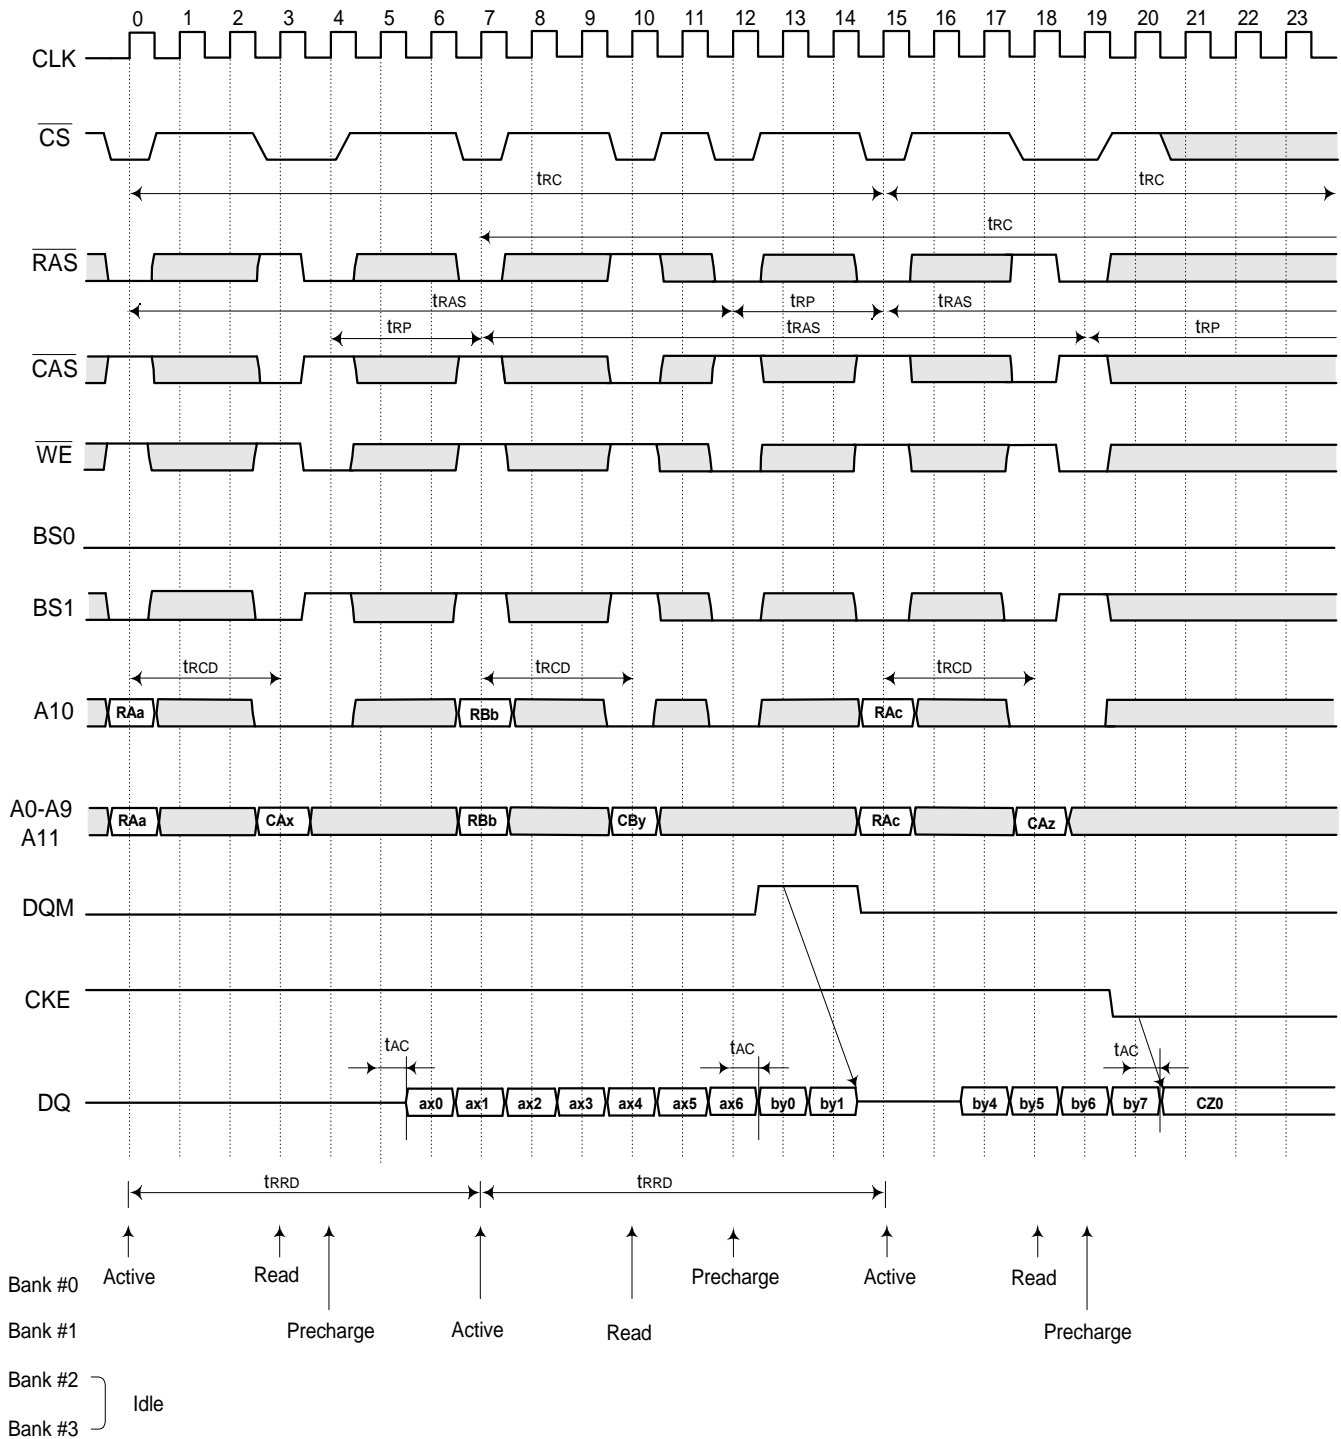 0 1 2 3 4 5 6 7 8 9 10 11 12 13 14 15 16 17 18 19 20 21 22 23
CLK
CS
tRC tRC
tRC
RAS
tRAS tRP tRAS
tRP tRAS tRP
CAS
WE
BS0
BS1
tRCD tRCD tRCD
A10 RAa RBb RAc
A0-A9
A11
RAa CAx RBb CBy RAc CAz
DQM
CKE
tAC tAC tAC
DQ ax0 ax1 ax2 ax3 ax4 ax5 ax6 by0 by1 by4 by5 by6 by7 CZ0
tRRD tRRD
Bank #0 Active Read Precharge Active Read
Bank #1 Precharge Active Read Precharge
Bank #2
Idle
Bank #3